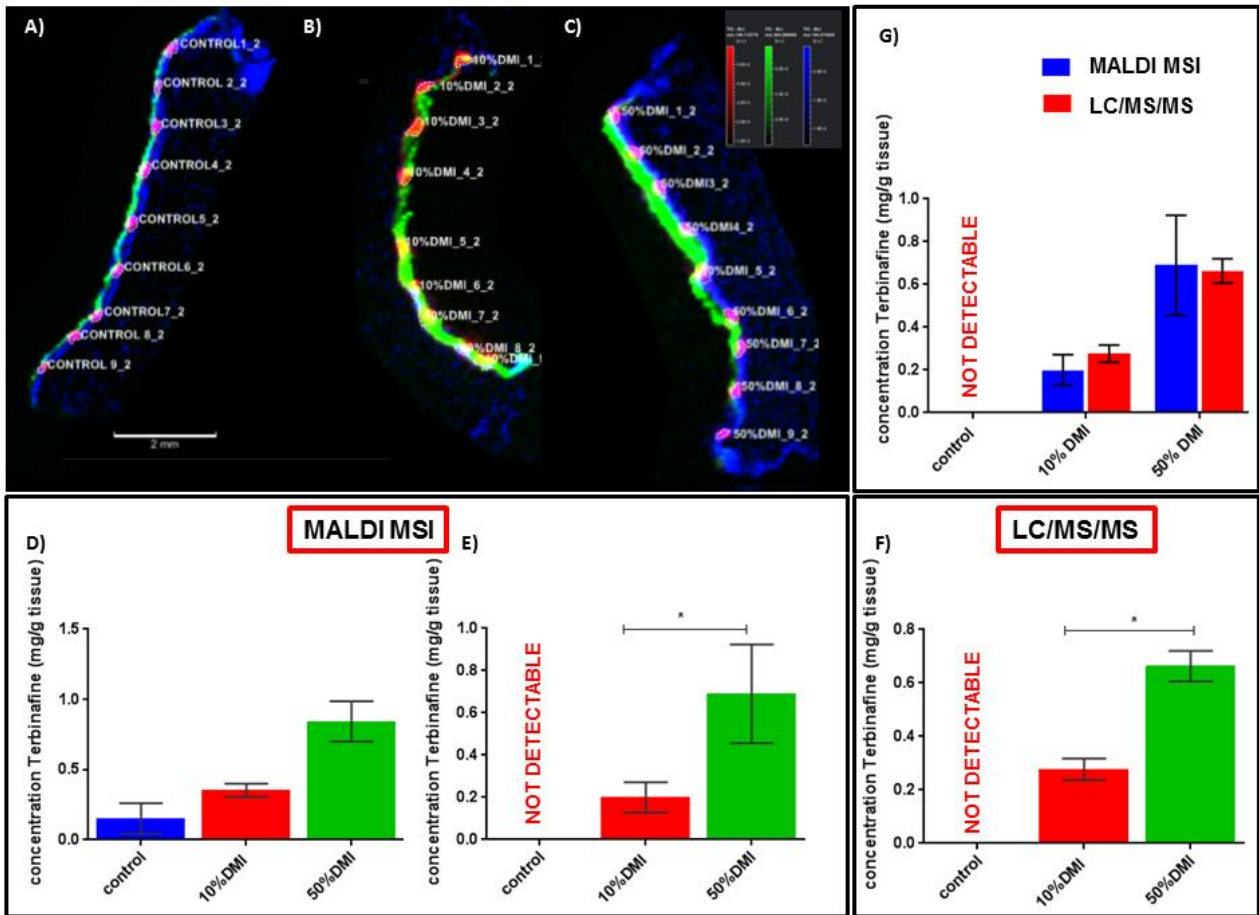 A)
CONTROL1_2
CONTROL 2_2
CONTROL3_2
CONTROL4_2
CONTROL5_2
CONTROL6_2
CONTROL7_2
CONTROL 8_2
CONTROL 9_2
2 mm
B)
10%DMI_1_2
10%DMI_2_2
10%DMI_3_2
10%DMI_4_2
10%DMI_5_2
10%DMI_6_2
10%DMI_7_2
10%DMI_8_2
10%DMI_
C)
50%DMI_1_2
50%DMI_2_2
50%DMI3_2
50%DMI4_2
50%DMI_5_2
50%DMI_6_2
50%DMI_7_2
50%DMI_8_2
50%DMI_9_2
G)
MALDI MSI
LC/MS/MS
concentration Terbinafine (mg/g tissue)
1.0
0.8
0.6
0.4
0.2
0.0
NOT DETECTABLE
control
10% DMI
50% DMI
MALDI MSI
D)
concentration Terbinafine (mg/g tissue)
1.5
1.0
0.5
0.0
control
10%DMI
50%DMI
E)
concentration Terbinafine (mg/g tissue)
1.0
0.8
0.6
0.4
0.2
0.0
NOT DETECTABLE
*
10%DMI
50%DMI
control
LC/MS/MS
F)
concentration Terbinafine (mg/g tissue)
0.8
0.6
0.4
0.2
0.0
NOT DETECTABLE
*
control
10%DMI
50%DMI